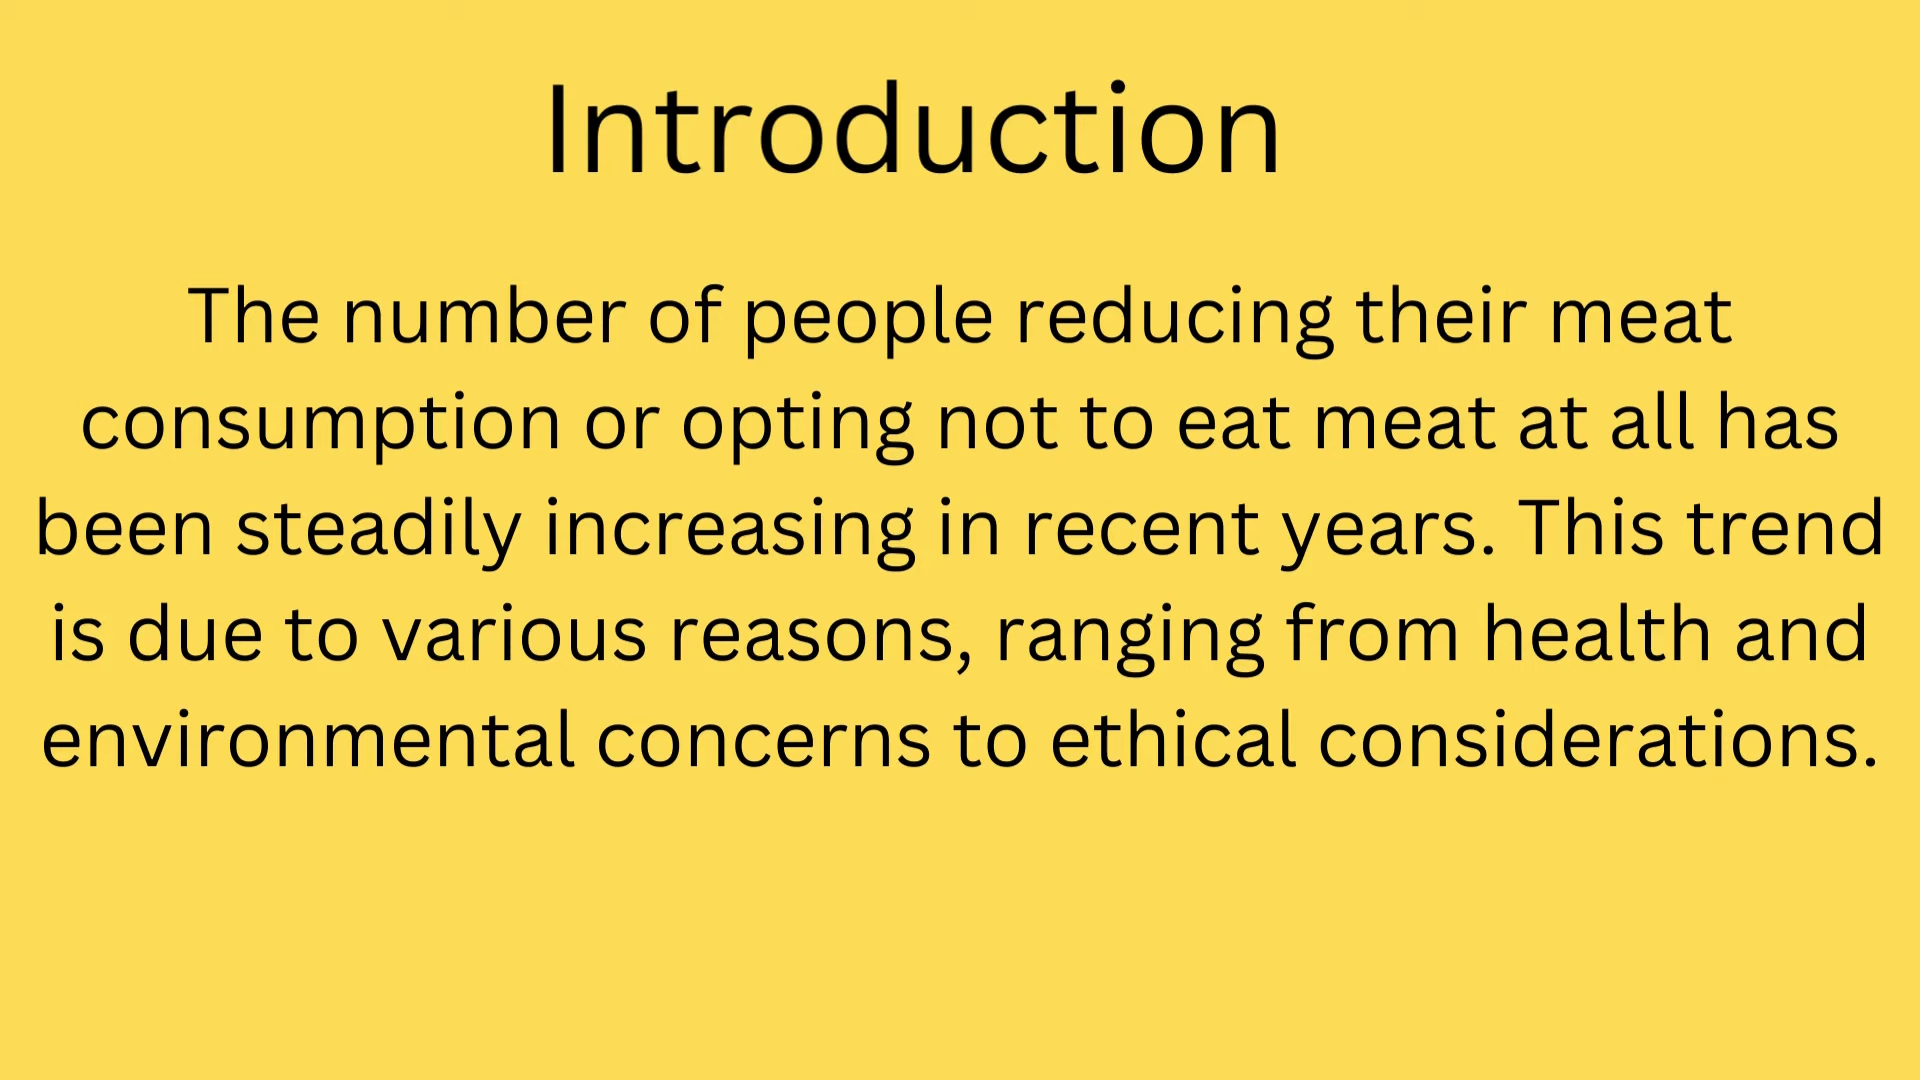 Introduction
The number of people reducing their meat
consumption or opting not to eat meat at all has
been steadily increasing in recent years. This trend
is due to various reasons, ranging from health and
environmental concerns to ethical considerations.